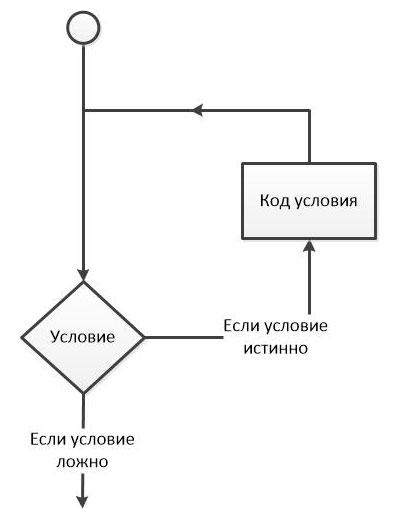 Код условия
Условие
Если условие
истинно
Если условие
ложно